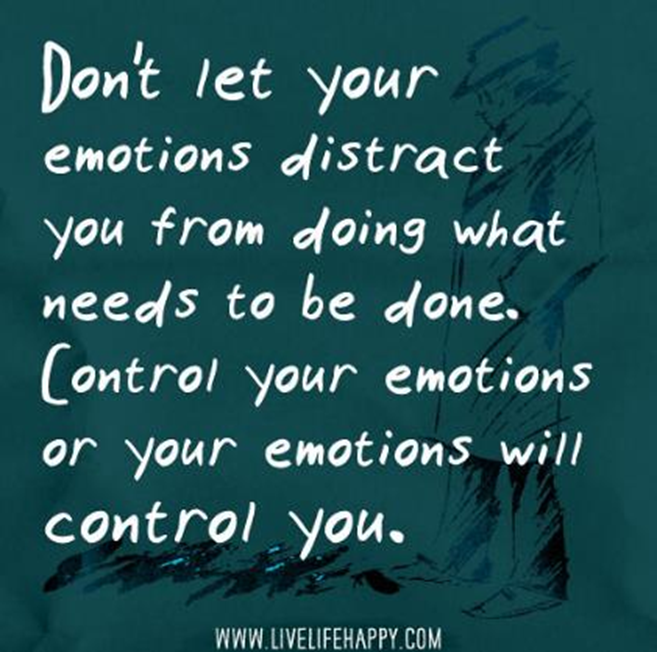 Don't let your
emotions distract
you from doing what
needs to be done.
Control your emotions
or your emotions will
control you.
WWW.LIVELIFEHAPPY.COM